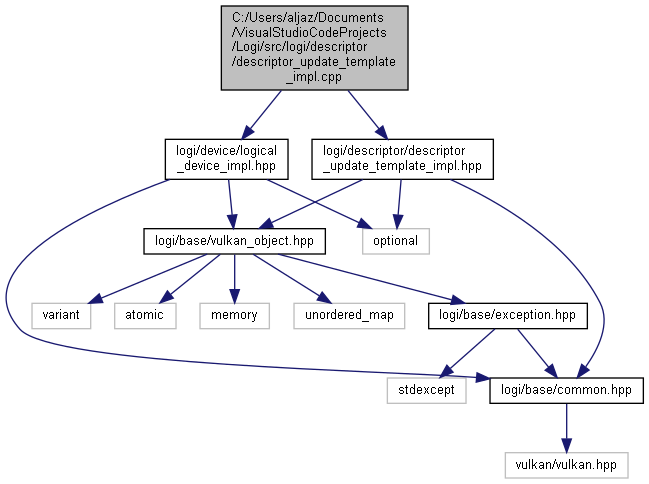 C:/Users/aljaz/Documents
/VisualStudioCodeProjects
/Logi/src/logi/descriptor
/descriptor_update_template
_impl.cpp
logi/device/logical
_device_impl.hpp
logi/descriptor/descriptor
_update_template_impl.hpp
logi/base/vulkan_object.hpp
optional
variant
atomic
memory
unordered_map
logi/base/exception.hpp
stdexcept
logi/base/common.hpp
vulkan/vulkan.hpp